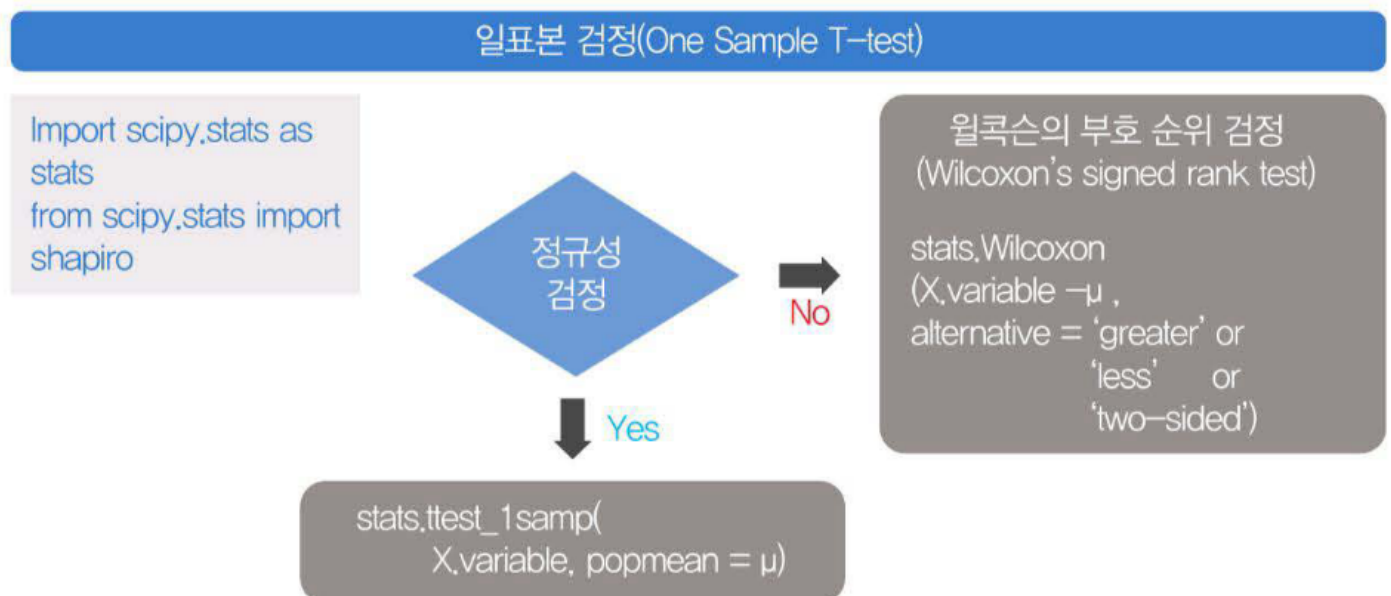 일표본 검정(One Sample T-test)
Import scipy.stats as
stats
from scipy.stats import
shapiro
정규성
검정
No
Yes
윌콕슨의 부호 순위 검정
(Wilcoxon's signed rank test)
stats.Wilcoxon
(X.variable -μ ,
alternative = 'greater' or
'less' or
'two-sided')
stats.ttest_1samp(
X.variable, popmean = μ)